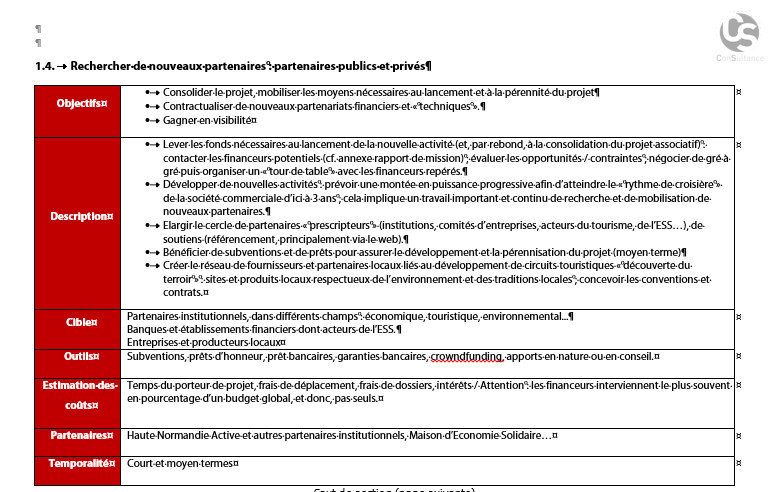 CS
ConSultance
1.4. Rechercher de nouveaux partenaires : partenaires publics et privés
Objectifs
• Consolider le projet, mobiliser les moyens nécessaires au lancement et à la pérennité du projet
• Contractualiser de nouveaux partenariats financiers et « techniques ».
• Gagner en visibilité
Description
• Lever les fonds nécessaires au lancement de la nouvelle activité (et, par rebond, à la consolidation du projet associatif) :
contacter les financeurs potentiels (cf. annexe rapport de mission) ; évaluer les opportunités / contraintes ; négocier de gré à
gré puis organiser un « tour de table » avec les financeurs repérés.
• Développer de nouvelles activités : prévoir une montée en puissance progressive afin d'atteindre le « rythme de croisière »
de la société commerciale d'ici à 3 ans ; cela implique un travail important et continu de recherche et de mobilisation de
nouveaux partenaires.
• Elargir le cercle de partenaires « prescripteurs » (institutions, comités d'entreprises, acteurs du tourisme, de l'ESS…), de
soutiens (référencement, principalement via le web).
• Bénéficier de subventions et de prêts pour assurer le développement et la pérennisation du projet (moyen terme)
• Créer le réseau de fournisseurs et partenaires locaux liés au développement de circuits touristiques « découverte du
terroir » : sites et produits locaux respectueux de l'environnement et des traditions locales ; concevoir les conventions et
contrats.
Cible
Partenaires institutionnels, dans différents champs : économique, touristique, environnemental...
Banques et établissements financiers dont acteurs de l'ESS.
Entreprises et producteurs locaux
Outils
Subventions, prêts d'honneur, prêt bancaires, garanties bancaires, crowndfunding, apports en nature ou en conseil.
Estimation des
coûts
Temps du porteur de projet, frais de déplacement, frais de dossiers, intérêts / Attention : les financeurs interviennent le plus souvent
en pourcentage d'un budget global, et donc, pas seuls.
Partenaires
Haute Normandie Active et autres partenaires institutionnels, Maison d'Economie Solidaire…
Temporalité
Court et moyen termes
Saut de section (page suivante)